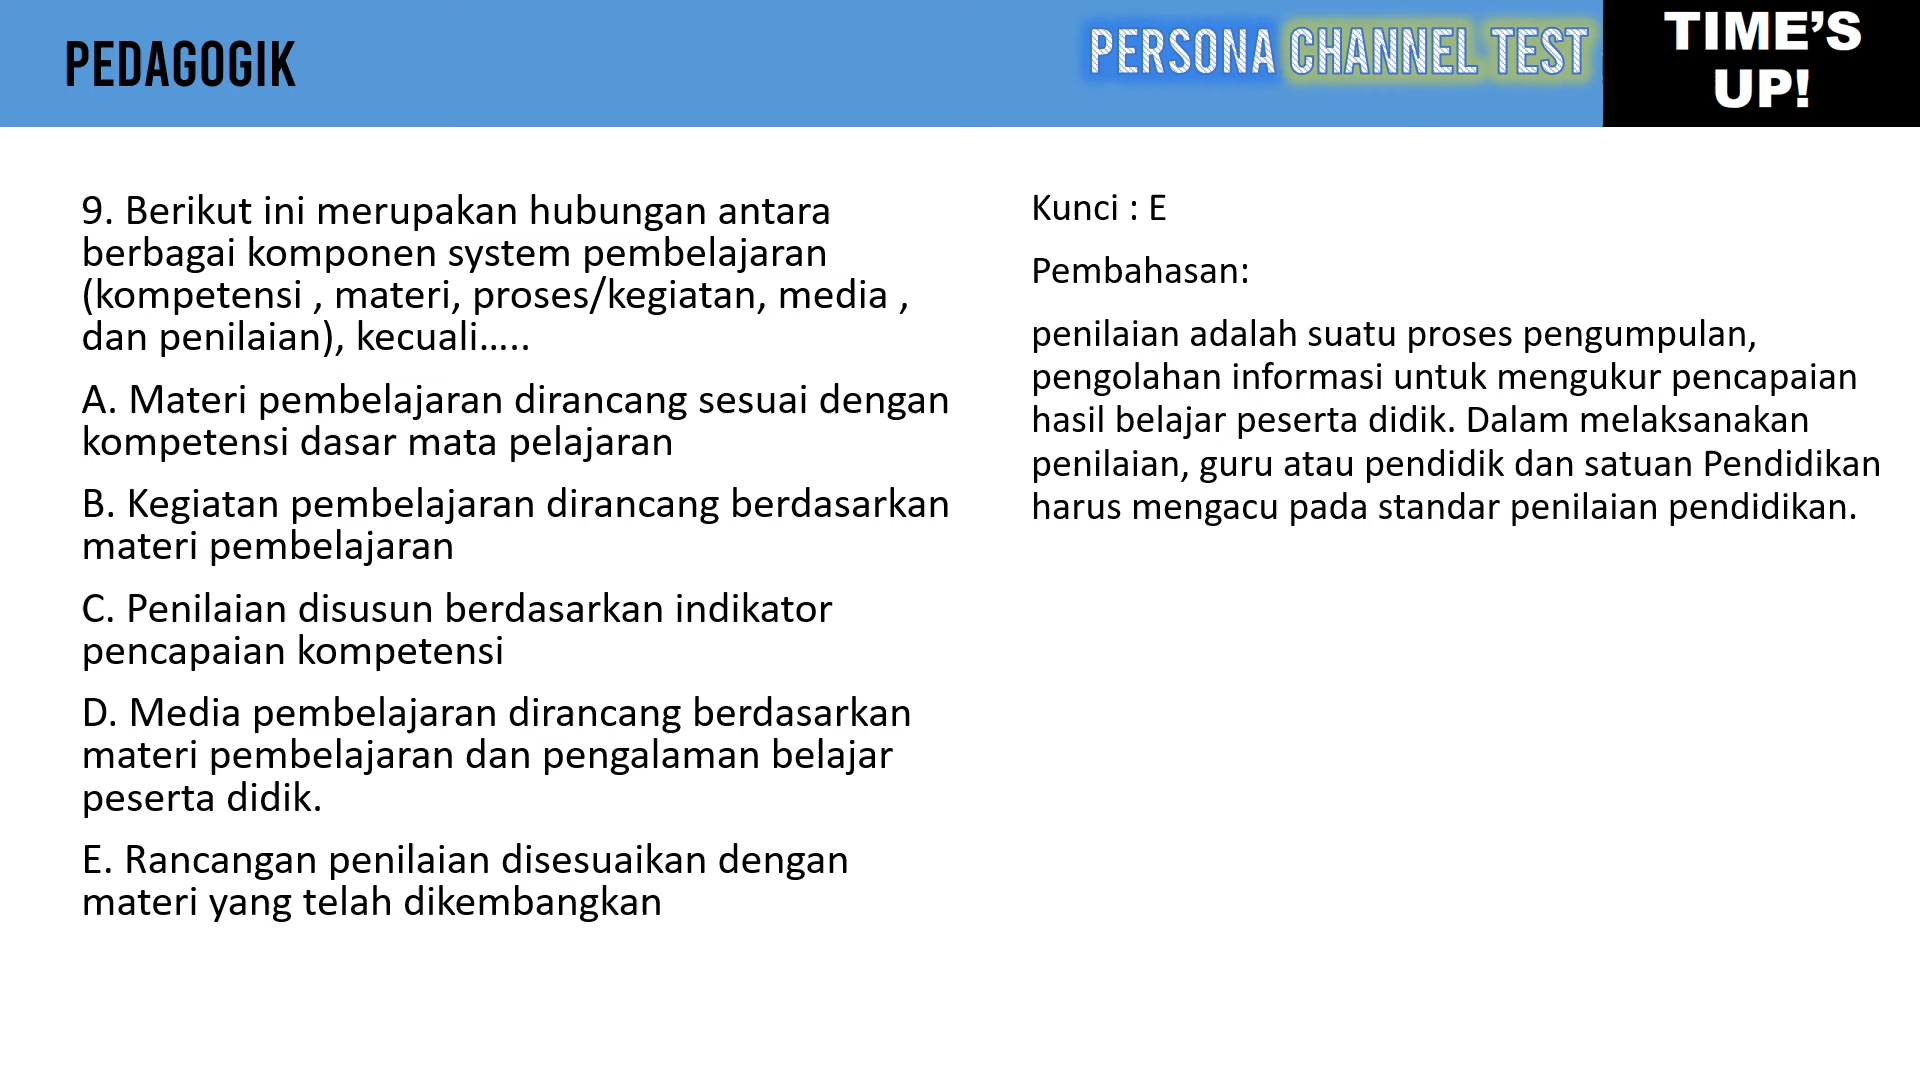 PEDAGOGIK
PERSONA CHANNEL TEST
TIME’S
UP!
9. Berikut ini merupakan hubungan antara
berbagai komponen system pembelajaran
(kompetensi , materi, proses/kegiatan, media ,
dan penilaian), kecuali…..
A. Materi pembelajaran dirancang sesuai dengan
kompetensi dasar mata pelajaran
B. Kegiatan pembelajaran dirancang berdasarkan
materi pembelajaran
C. Penilaian disusun berdasarkan indikator
pencapaian kompetensi
D. Media pembelajaran dirancang berdasarkan
materi pembelajaran dan pengalaman belajar
peserta didik.
E. Rancangan penilaian disesuaikan dengan
materi yang telah dikembangkan
Kunci : E
Pembahasan:
penilaian adalah suatu proses pengumpulan,
pengolahan informasi untuk mengukur pencapaian
hasil belajar peserta didik. Dalam melaksanakan
penilaian, guru atau pendidik dan satuan Pendidikan
harus mengacu pada standar penilaian pendidikan.